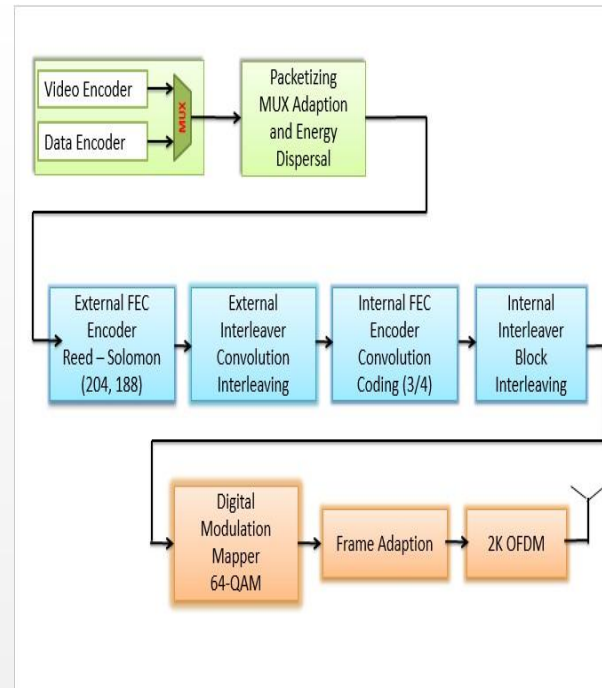 Video Encoder
Data Encoder
MUX
Packetizing
MUX Adaption
and Energy
Dispersal
External FEC
Encoder
Reed – Solomon
(204, 188)
External
Interleaver
Convolution
Interleaving
Internal FEC
Encoder
Convolution
Coding (3/4)
Internal
Interleaver
Block
Interleaving
Digital
Modulation
Mapper
64-QAM
Frame Adaption
2K OFDM